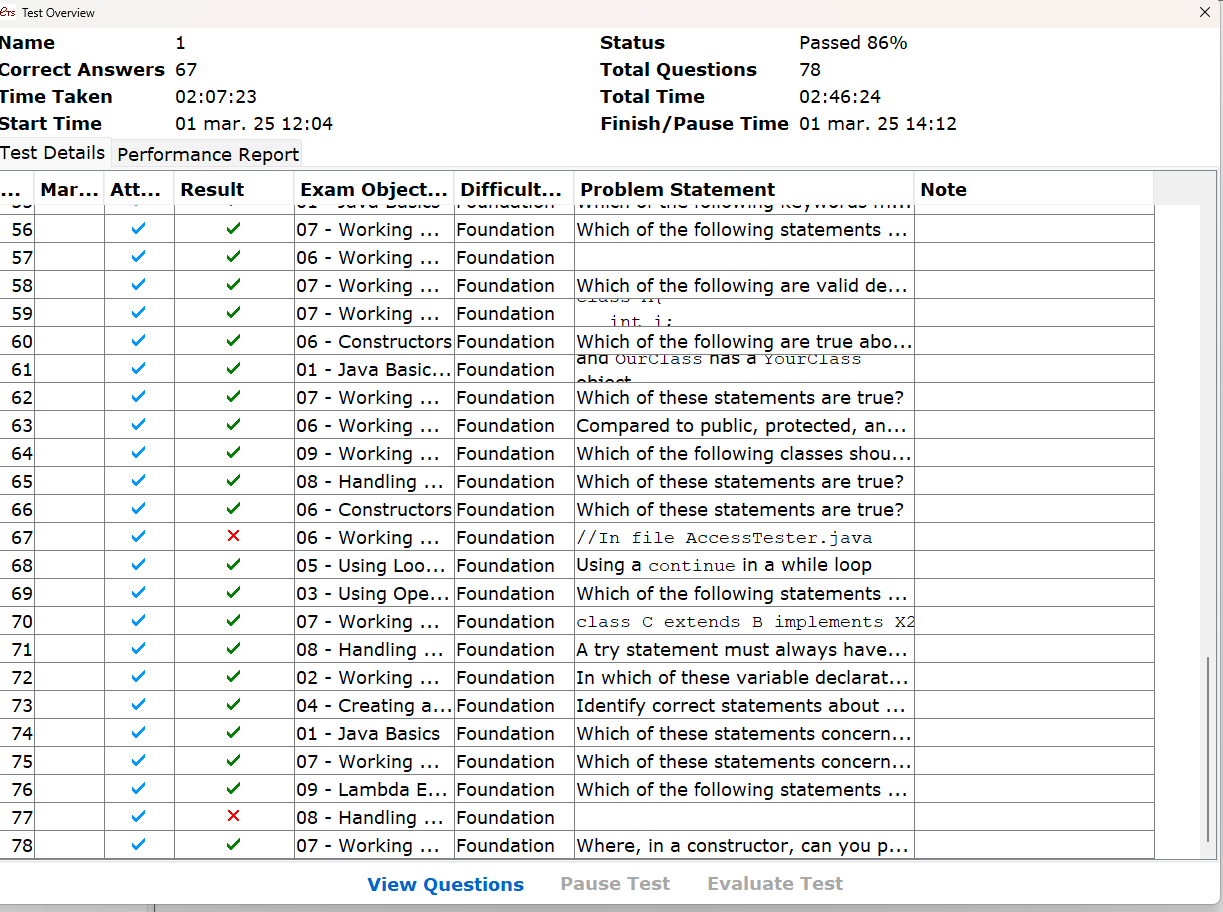 ets Test Overview
Name 1 Status Passed 86%
Correct Answers 67 Total Questions 78
Time Taken 02:07:23 Total Time 02:46:24
Start Time 01 mar. 25 12:04 Finish/Pause Time 01 mar. 25 14:12
Test Details Performance Report
... Mar... Att... Result Exam Object... Difficult... Problem Statement Note
55 01 - Java Basics Foundation Which of the following keywords m...
56 07 - Working ... Foundation Which of the following statements ...
57 06 - Working ... Foundation
58 07 - Working ... Foundation Which of the following are valid de...
59 07 - Working ... Foundation class A{
int i;
60 06 - Constructors Foundation Which of the following are true abo...
61 01 - Java Basic... Foundation and OurClass has a YourClass
object
62 07 - Working ... Foundation Which of these statements are true?
63 06 - Working ... Foundation Compared to public, protected, an...
64 09 - Working ... Foundation Which of the following classes shou...
65 08 - Handling ... Foundation Which of these statements are true?
66 06 - Constructors Foundation Which of these statements are true?
67 06 - Working ... Foundation //In file AccessTester.java
68 05 - Using Loo... Foundation Using a continue in a while loop
69 03 - Using Ope... Foundation Which of the following statements ...
70 07 - Working ... Foundation class C extends B implements X2
71 08 - Handling ... Foundation A try statement must always have...
72 02 - Working ... Foundation In which of these variable declarat...
73 04 - Creating a... Foundation Identify correct statements about ...
74 01 - Java Basics Foundation Which of these statements concern...
75 07 - Working ... Foundation Which of these statements concern...
76 09 - Lambda E... Foundation Which of the following statements ...
77 08 - Handling ... Foundation
78 07 - Working ... Foundation Where, in a constructor, can you p...
View Questions Pause Test Evaluate Test